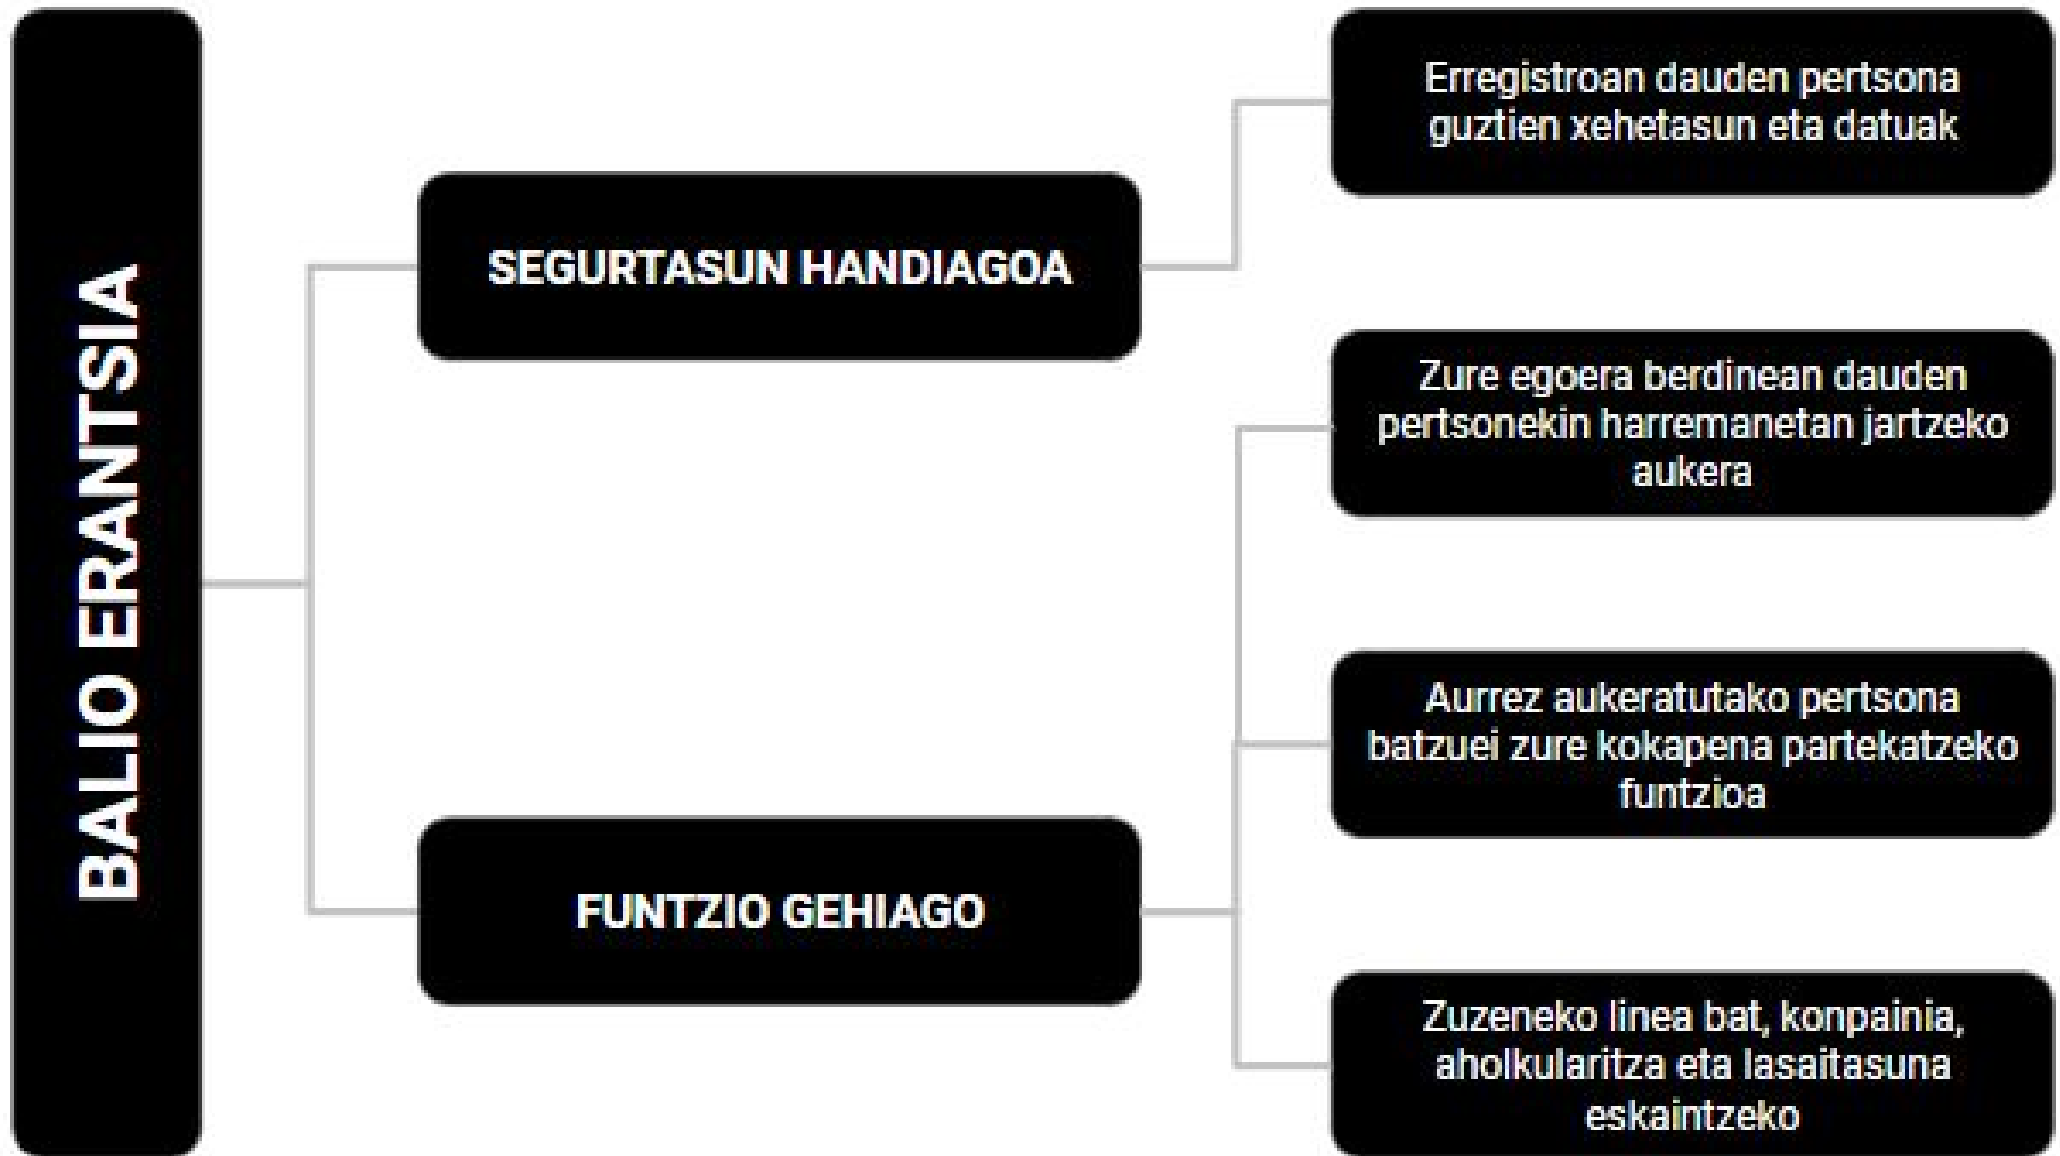 BALIO ERANTSIA
SEGURTASUN HANDIAGOA
Erregistroan dauden pertsona
guztien xehetasun eta datuak
FUNTZIO GEHIAGO
Zure egoera berdinean dauden
pertsonekin harremanetan jartzeko
aukera
Aurrez aukeratutako pertsona
batzuei zure kokapena partekatzeko
funtzioa
Zuzeneko linea bat, konpainia,
aholkularitza eta lasaitasuna
eskaintzeko